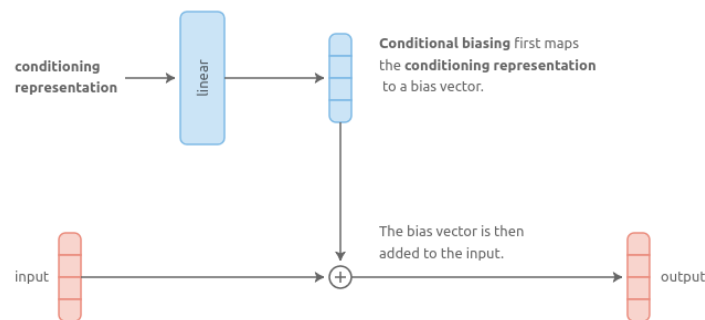 conditioning
representation
linear
Conditional biasing first maps
the conditioning representation
to a bias vector.
The bias vector is then
added to the input.
input
+
output